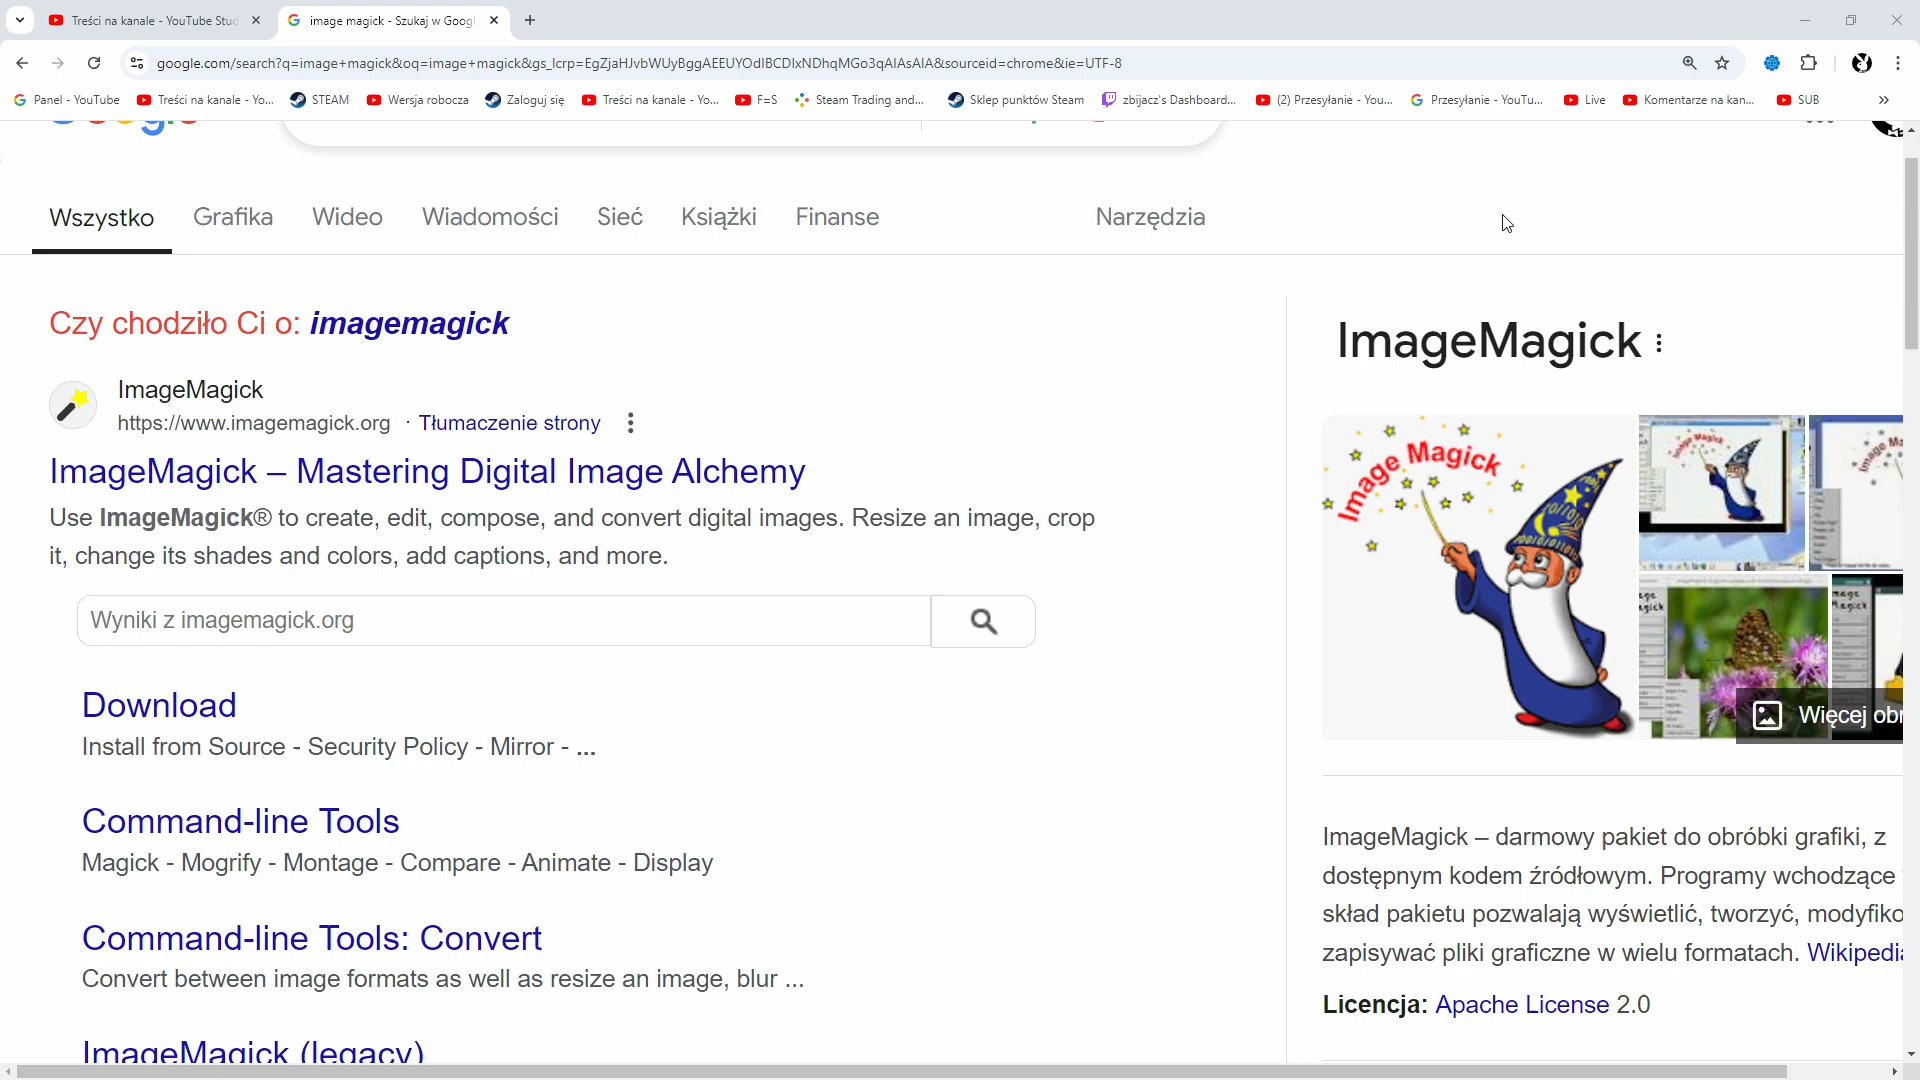 Treści na kanale - YouTube Stud
image magick - Szukaj w Googl
google.com/search?q=image+magick&oq=image+magick&gs_lcrp=EgZjaHJvbWUyBggAEEUYOdIBCDIxNDhqMGo3qAIAsAIA&sourceid=chrome&ie=UTF-8
Panel - YouTube
Treści na kanale - Yo...
STEAM
Wersja robocza
Zaloguj się
Treści na kanale - Yo...
F=S
Steam Trading and...
Sklep punktów Steam
zbijacz's Dashboard...
(2) Przesyłanie - You...
Przesyłanie - YouTu...
Live
Komentarze na kan...
SUB
Wszystko
Grafika
Wideo
Wiadomości
Sieć
Książki
Finanse
Narzędzia
Czy chodziło Ci o: imagemagick
ImageMagick
https://www.imagemagick.org · Tłumaczenie strony
ImageMagick – Mastering Digital Image Alchemy
Use ImageMagick® to create, edit, compose, and convert digital images. Resize an image, crop
it, change its shades and colors, add captions, and more.
Wyniki z imagemagick.org
Download
Install from Source - Security Policy - Mirror - ...
Command-line Tools
Magick - Mogrify - Montage - Compare - Animate - Display
Command-line Tools: Convert
Convert between image formats as well as resize an image, blur ...
ImageMagick (legacy)
ImageMagick
Image Magick
Więcej obr
ImageMagick – darmowy pakiet do obróbki grafiki, z
dostępnym kodem źródłowym. Programy wchodzące
skład pakietu pozwalają wyświetlić, tworzyć, modyfiko
zapisywać pliki graficzne w wielu formatach. Wikipedia
Licencja: Apache License 2.0